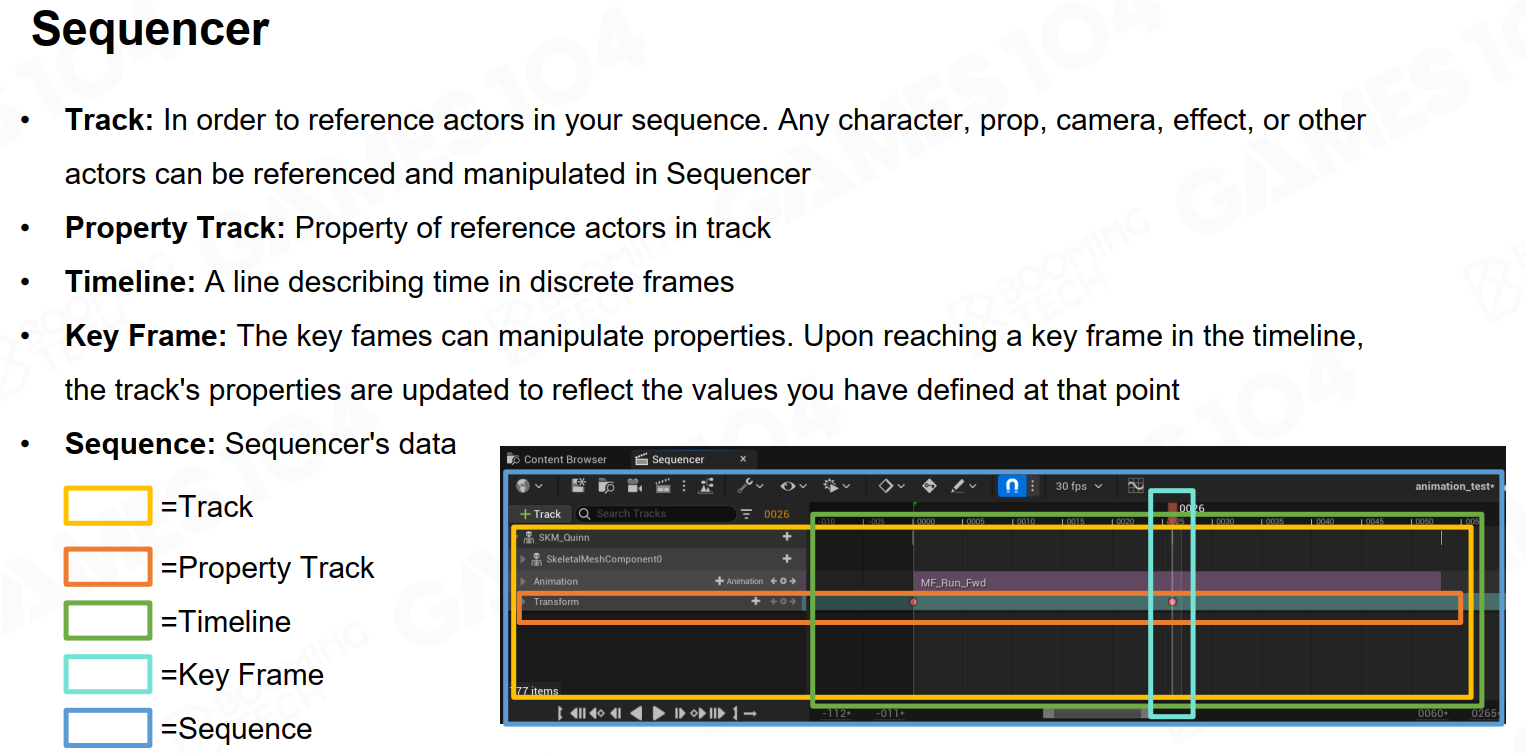 Sequencer
• Track: In order to reference actors in your sequence. Any character, prop, camera, effect, or other
actors can be referenced and manipulated in Sequencer
• Property Track: Property of reference actors in track
• Timeline: A line describing time in discrete frames
• Key Frame: The key fames can manipulate properties. Upon reaching a key frame in the timeline,
the track's properties are updated to reflect the values you have defined at that point
• Sequence: Sequencer's data
=Track
=Property Track
=Timeline
=Key Frame
=Sequence
Content Browser Sequencer ×
30 fps animation_test*
+ Track Search Tracks 0026 0026
-010 -005 0000 0005 0010 0015 0020 0025 0030 0035 0040 0045 0050
SKM_Quinn
SkeletalMeshComponent0
Animation + Animation MF_Run_Fwd
Transform
77 items
-112* -011* 0060* 0265*
GAMES104
BOOMING
TECH